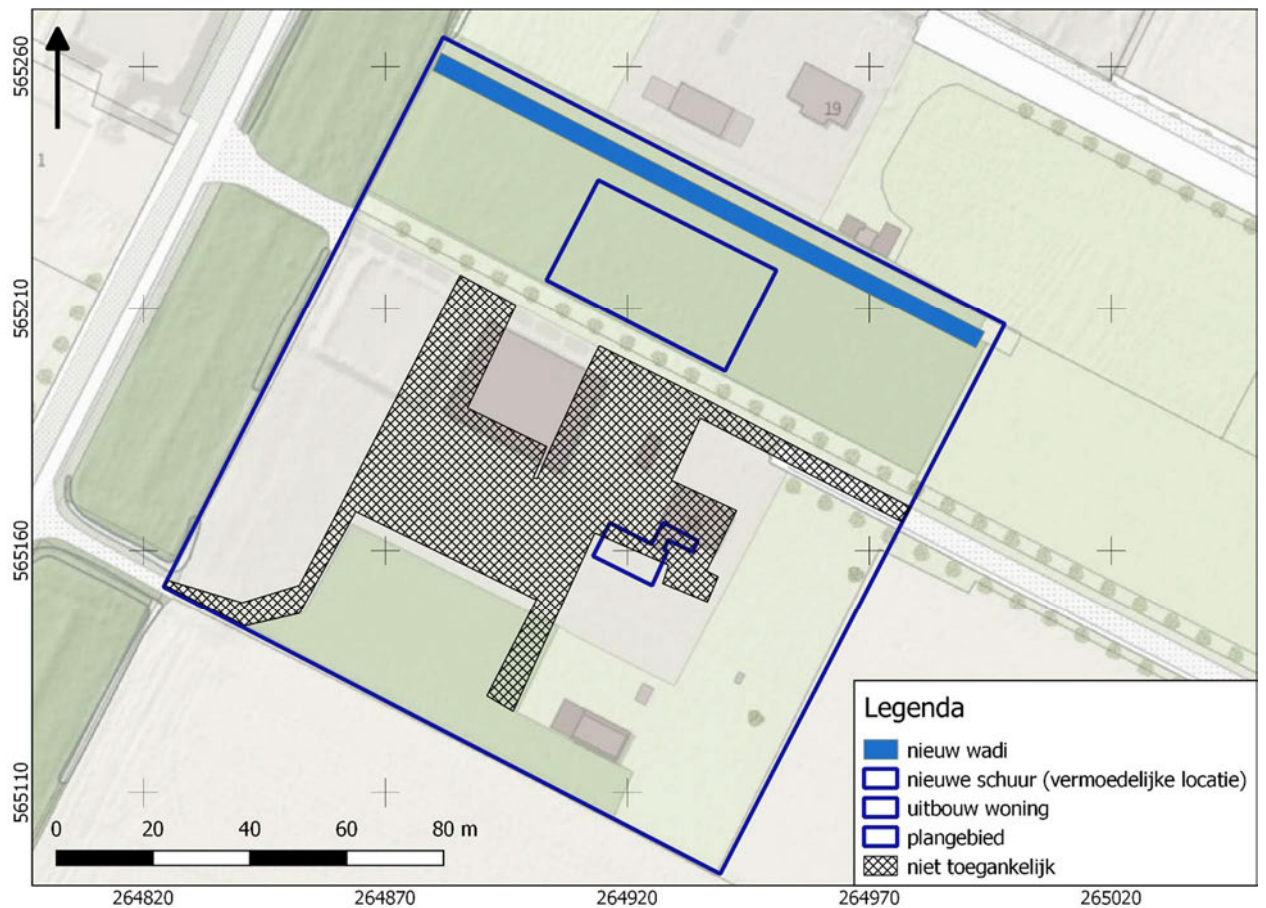 565260
565210
565160
565110
19
1
0 20 40 60 80 m
Legenda
nieuw wadi
nieuwe schuur (vermoedelijke locatie)
uitbouw woning
plangebied
niet toegankelijk
264820 264870 264920 264970 265020